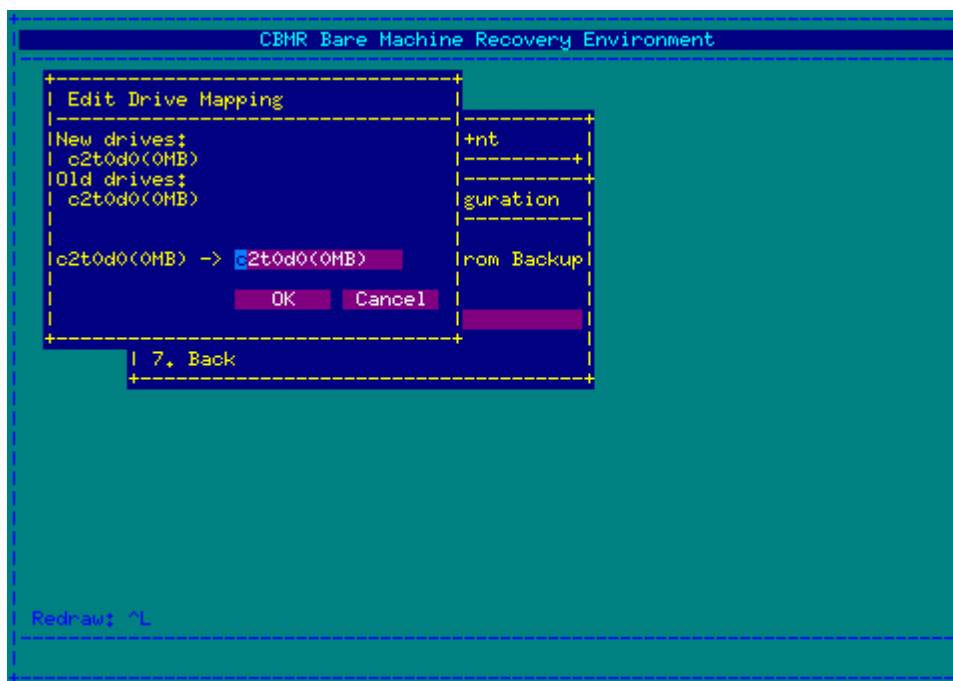 CBMR Bare Machine Recovery Environment
Edit Drive Mapping
New drives:
+nt
c2t0d0(0MB)
Old drives:
c2t0d0(0MB)
guration
c2t0d0(0MB) -> c2t0d0(0MB)
rom Backup
OK Cancel
7. Back
Redraw: ^L